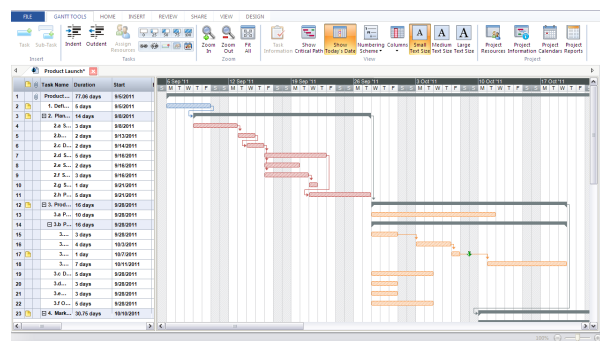 FILE GANTT TOOLS HOME INSERT REVIEW SHARE VIEW DESIGN
Task Sub-Task Indent Outdent Assign Resources Zoom In Zoom Out Fit All Task Information Show Critical Path Show Today's Date Numbering Scheme Columns Small Text Size Medium Text Size Large Text Size Project Resources Project Information Project Calendars Project Reports
Insert Tasks Zoom View Project
Product Launch*
Task Name Duration Start
5 Sep '11 12 Sep '11 19 Sep '11 26 Sep '11 3 Oct '11 10 Oct '11 17 Oct '11
S S M T W T F S S M T W T F S S M T W T F S S M T W T F S S M T W T F S S M T W T F S S M T W T F S S
1 Product... 77.06 days 9/5/2011
2 1. Defi... 5 days 9/5/2011
3 2. Plan... 14 days 9/8/2011
4 2.a S... 3 days 9/8/2011
5 2.b... 2 days 9/13/2011
6 2.c D... 2 days 9/14/2011
7 2.d S... 5 days 9/16/2011
8 2.e S... 2 days 9/16/2011
9 2.f S... 3 days 9/16/2011
10 2.g S... 1 day 9/21/2011
11 2.h P... 5 days 9/21/2011
12 3. Prod... 16 days 9/28/2011
13 3.a P... 10 days 9/28/2011
14 3.b P... 16 days 9/28/2011
15 3.... 3 days 9/28/2011
16 3.... 4 days 10/3/2011
17 3.... 1 day 10/7/2011
18 3.... 7 days 10/11/2011
19 3.c D... 5 days 9/28/2011
20 3.d... 3 days 9/28/2011
21 3.e... 3 days 9/28/2011
22 3.f O... 5 days 9/28/2011
23 4. Mark... 30.75 days 10/10/2011
100%